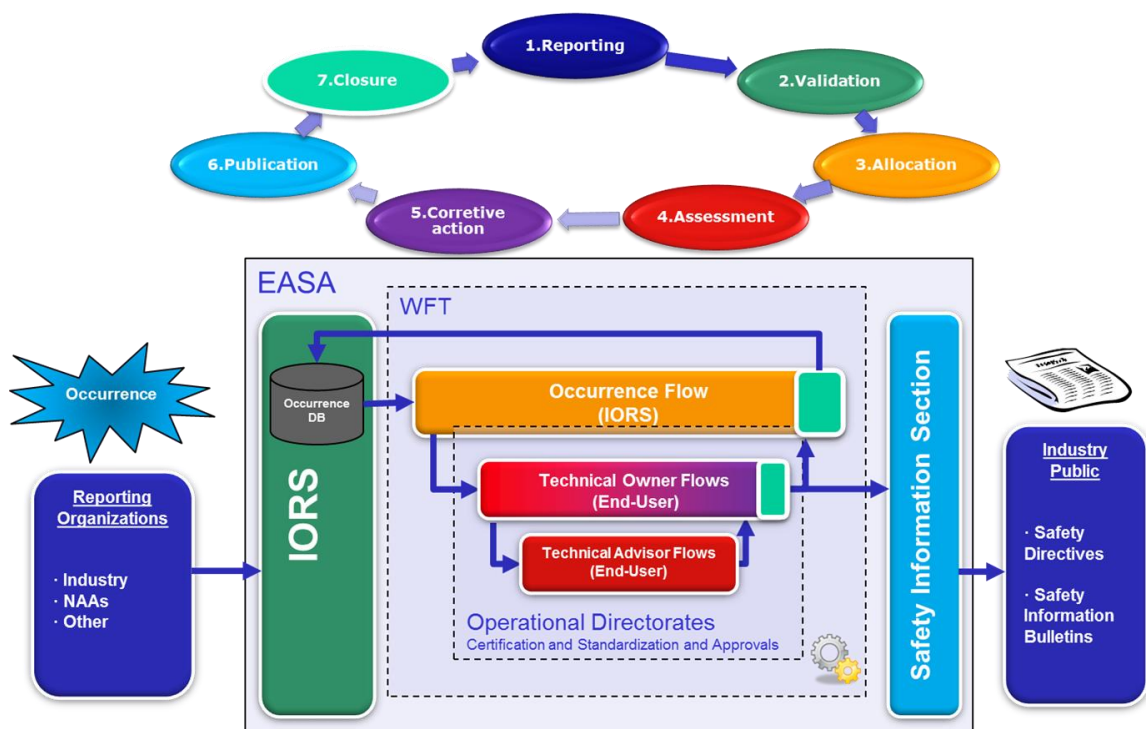 1.Reporting
2.Validation
3.Allocation
4.Assessment
5.Corretive
action
6.Publication
7.Closure
EASA
WFT
IORS
Occurrence
DB
Occurrence Flow
(IORS)
Technical Owner Flows
(End-User)
Technical Advisor Flows
(End-User)
Operational Directorates
Certification and Standardization and Approvals
Safety Information Section
Occurrence
Reporting
Organizations
· Industry
· NAAs
· Other
Industry
Public
· Safety
Directives
· Safety
Information
Bulletins